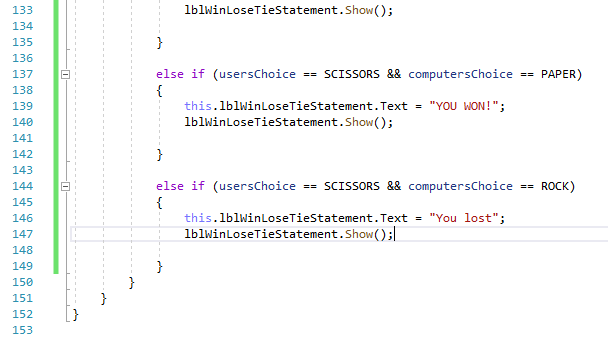 133 lblWinLoseTieStatement.Show();
134
135 }
136
137 else if (usersChoice == SCISSORS && computersChoice == PAPER)
138 {
139 this.lblWinLoseTieStatement.Text = "YOU WON!";
140 lblWinLoseTieStatement.Show();
141
142 }
143
144 else if (usersChoice == SCISSORS && computersChoice == ROCK)
145 {
146 this.lblWinLoseTieStatement.Text = "You lost";
147 lblWinLoseTieStatement.Show();
148
149 }
150 }
151 }
152 }
153